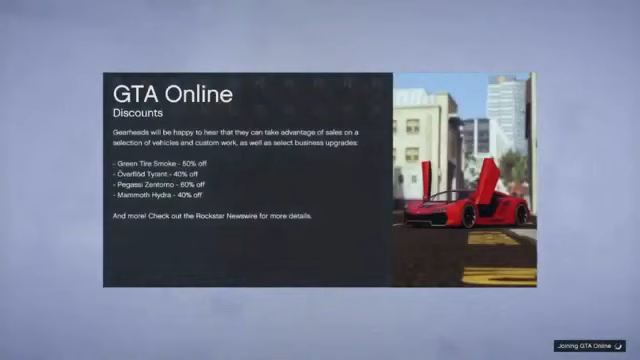 GTA Online
Discounts
Gearheads will be happy to hear that they can take advantage of sales on a
selection of vehicles and custom work, as well as select business upgrades:
- Green Tire Smoke - 50% off
- Överflöd Tyrant - 40% off
- Pegassi Zentorno - 60% off
- Mammoth Hydra - 40% off
And more! Check out the Rockstar Newswire for more details.
Joining GTA Online